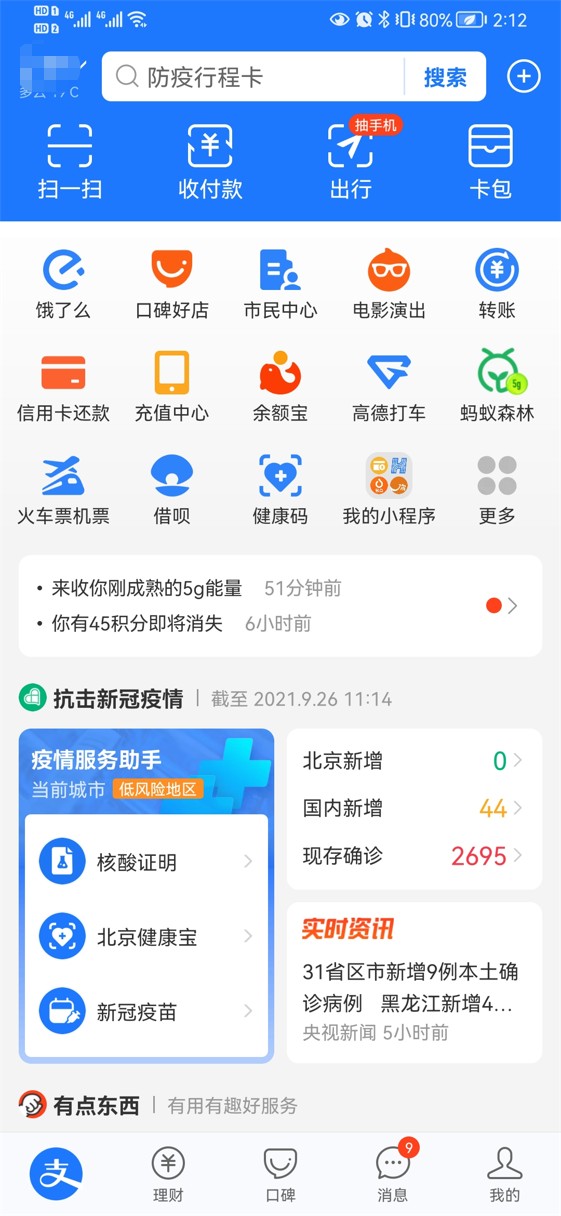 HD 1 4G 4G 80% 2:12
HD 2
防疫行程卡 搜索
扫一扫 收付款 抽手机 出行 卡包
饿了么 口碑好店 市民中心 电影演出 转账
5g
信用卡还款 充值中心 余额宝 高德打车 蚂蚁森林
火车票机票 借呗 健康码 我的小程序 更多
· 来收你刚成熟的5g能量 51分钟前
· 你有45积分即将消失 6小时前
抗击新冠疫情 | 截至 2021.9.26 11:14
疫情服务助手
当前城市 低风险地区
核酸证明
北京健康宝
新冠疫苗
北京新增 0
国内新增 44
现存确诊 2695
实时资讯
31省区市新增9例本土确
诊病例 黑龙江新增4...
央视新闻 5小时前
有点东西 | 有用有趣好服务
支 理财 口碑 9 消息 我的